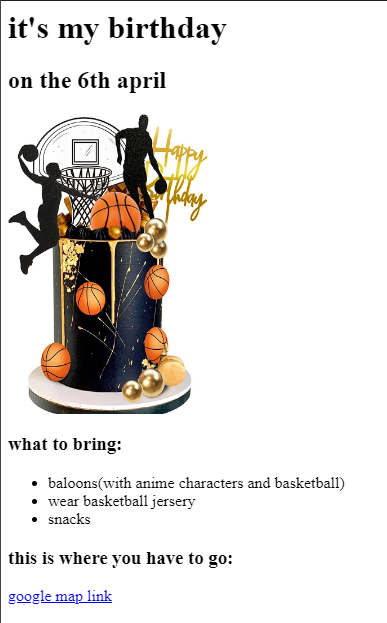 it's my birthday
on the 6th april
Happy
Birthday
what to bring:
baloons(with anime characters and basketball)
wear basketball jersery
snacks
this is where you have to go:
google map link